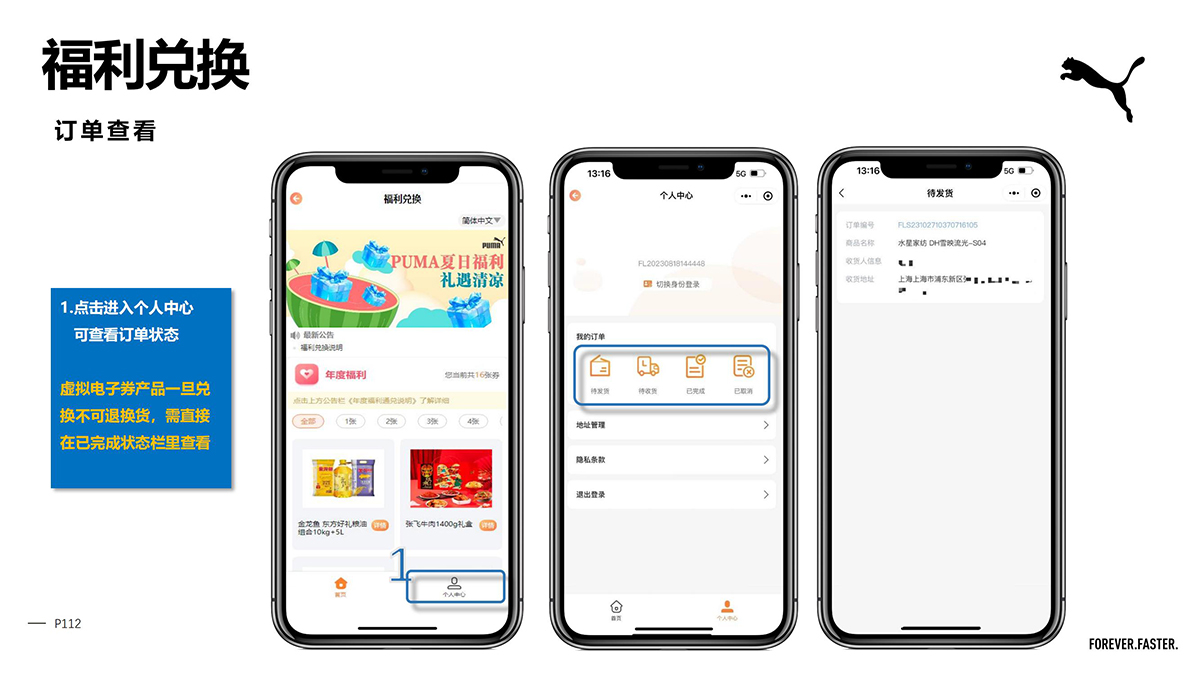 福利兑换
订单查看
1.点击进入个人中心
可查看订单状态
虚拟电子券产品一旦兑
换不可退换货，需直接
在已完成状态栏里查看
福利兑换
简体中文▼
PUMA
PUMA夏日福利
礼遇清凉
最新公告
· 福利兑换说明
年度福利
您当前共16张券
点击上方公告栏《年度福利通兑说明》了解详细
全部
1张
2张
3张
4张
金龙鱼 东方好礼粮油
组合10kg+5L
详情
张飞牛肉1400g礼盒
详情
1
首页
个人中心
13:16
5G
个人中心
FL20230818144448
切换身份登录
我的订单
待发货
待收货
已完成
已取消
地址管理
隐私条款
退出登录
首页
个人中心
13:16
5G
待发货
订单编号
FLS23102710370716105
商品名称
水星家纺 DH雪映流光-S04
收货人信息
收货地址
上海上海市浦东新区
P112
FOREVER.FASTER.